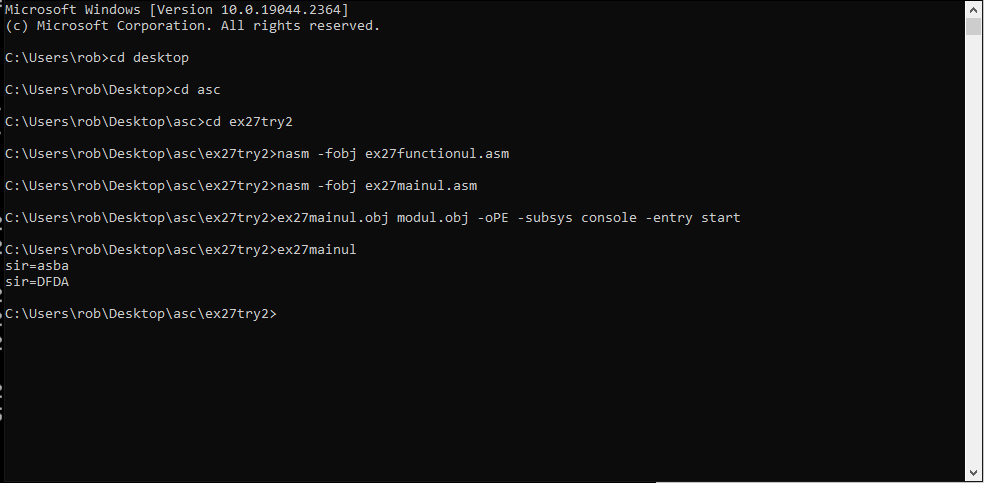 Microsoft Windows [Version 10.0.19044.2364]
(c) Microsoft Corporation. All rights reserved.
C:\Users\rob>cd desktop
C:\Users\rob\Desktop>cd asc
C:\Users\rob\Desktop\asc>cd ex27try2
C:\Users\rob\Desktop\asc\ex27try2>nasm -fobj ex27functionul.asm
C:\Users\rob\Desktop\asc\ex27try2>nasm -fobj ex27mainul.asm
C:\Users\rob\Desktop\asc\ex27try2>ex27mainul.obj modul.obj -oPE -subsys console -entry start
C:\Users\rob\Desktop\asc\ex27try2>ex27mainul
sir=asba
sir=DFDA
C:\Users\rob\Desktop\asc\ex27try2>